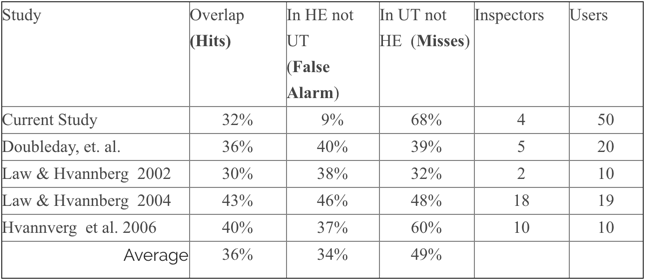 Study Overlap In HE not In UT not Inspectors Users
(Hits) UT HE (Misses)
(False
Alarm)
Current Study 32% 9% 68% 4 50
Doubleday, et. al. 36% 40% 39% 5 20
Law & Hvannberg 2002 30% 38% 32% 2 10
Law & Hvannberg 2004 43% 46% 48% 18 19
Hvannverg et al. 2006 40% 37% 60% 10 10
Average 36% 34% 49%